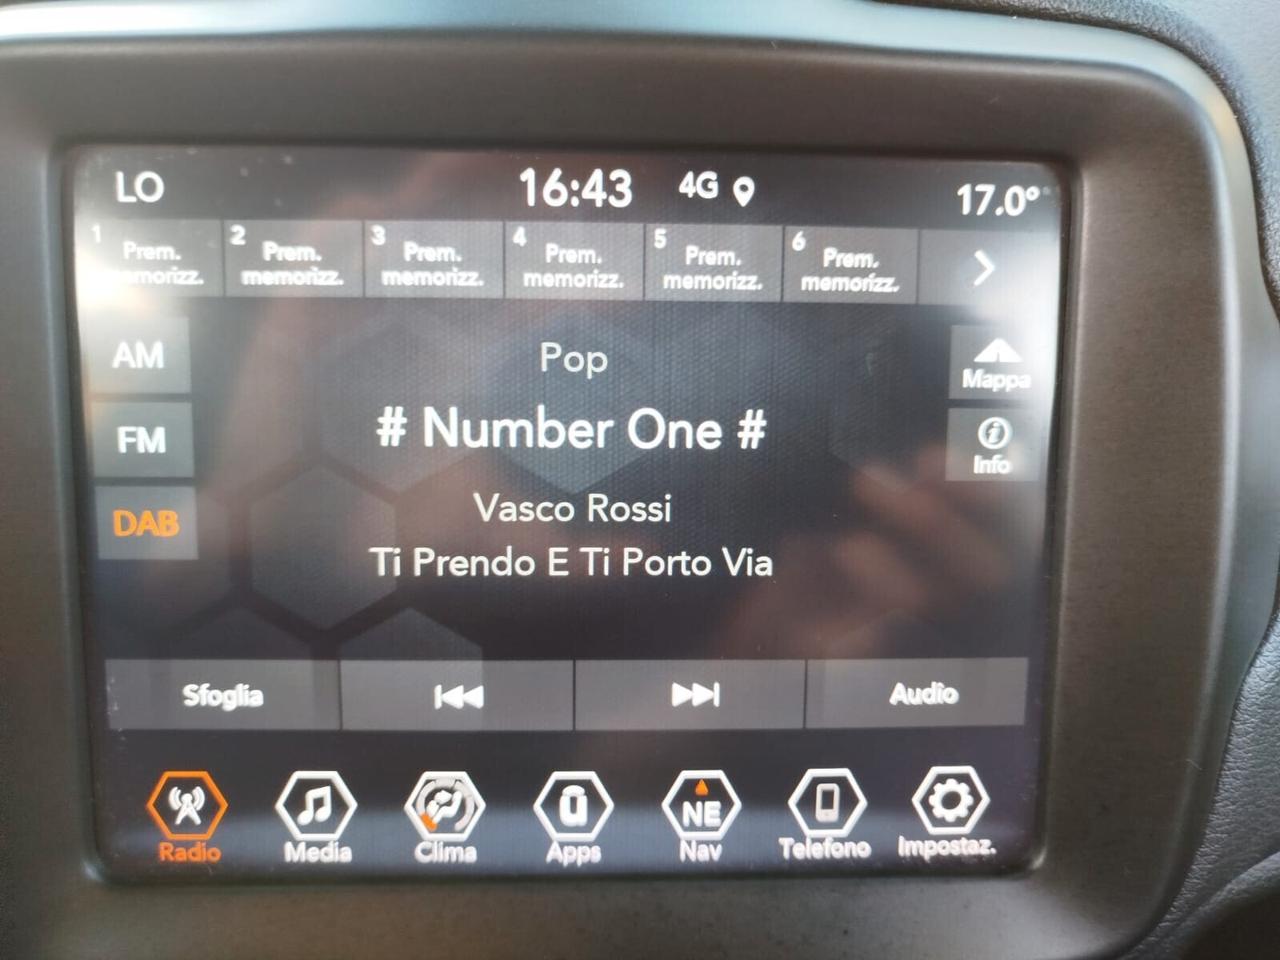 LO 16:43 4G 17.0°
1 Prem. memorizz.
2 Prem. memorizz.
3 Prem. memorizz.
4 Prem. memorizz.
5 Prem. memorizz.
6 Prem. memorizz.
AM
Pop
Mappa
FM
# Number One #
Info
DAB
Vasco Rossi
Ti Prendo E Ti Porto Via
Sfoglia
Audio
Radio
Media
Clima
ū
Apps
NE
Nav
Telefono
Impostaz.